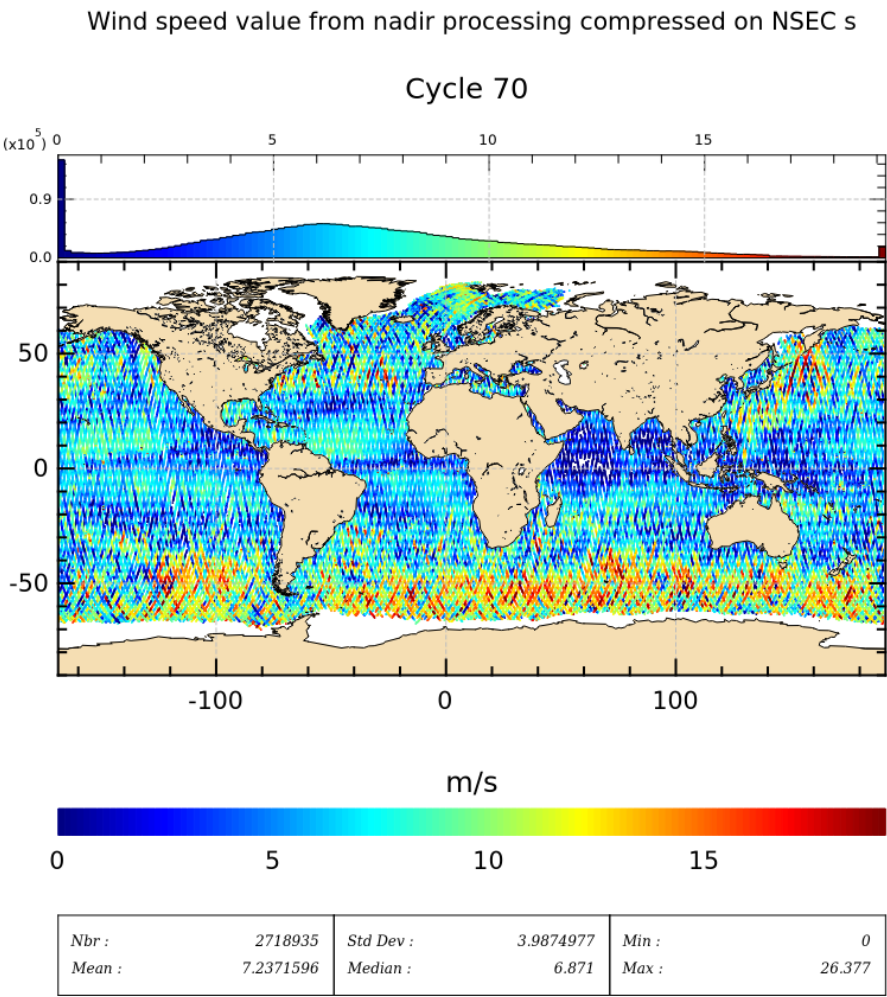 Wind speed value from nadir processing compressed on NSEC s
Cycle 70
(x10^5) 0 5 10 15
0.9
0.0
50
0
-50
-100 0 100
m/s
0 5 10 15
Nbr : 2718935 Std Dev : 3.9874977 Min : 0
Mean : 7.2371596 Median : 6.871 Max : 26.377